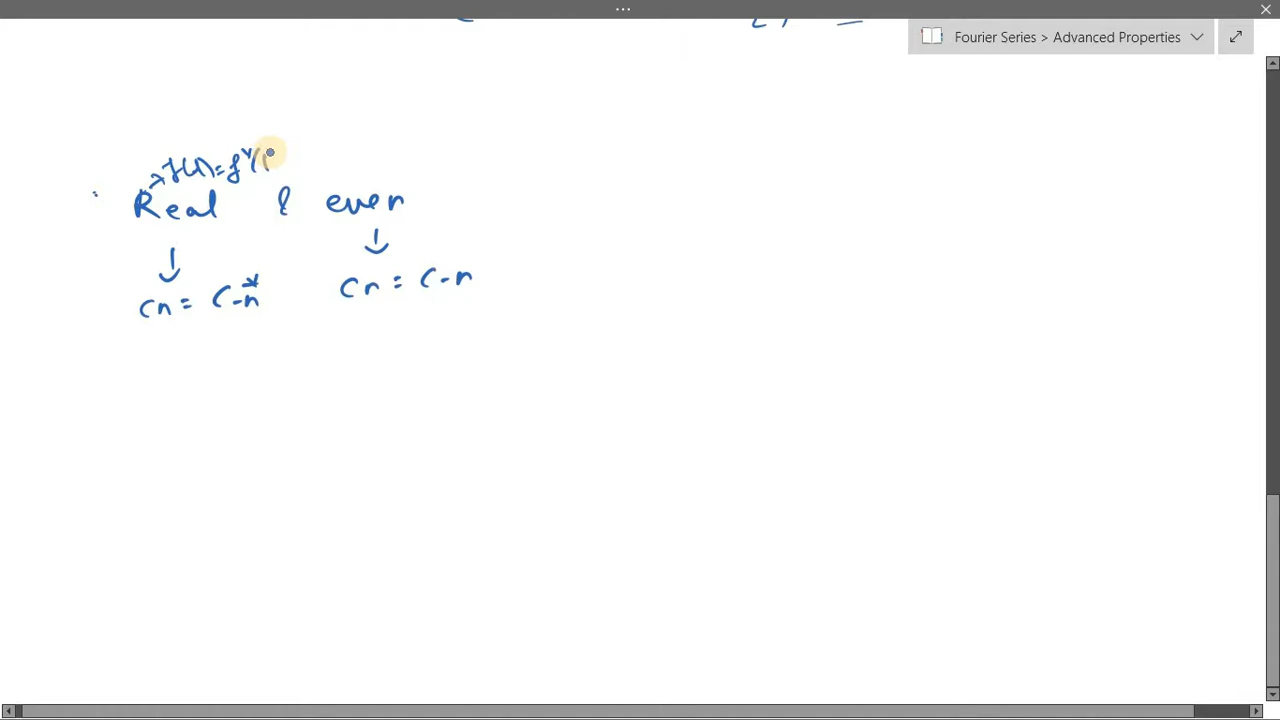 Fourier Series > Advanced Properties
f(t) = f*(
Real & even
↓ ↓
Cn = C-n* Cn = C-n